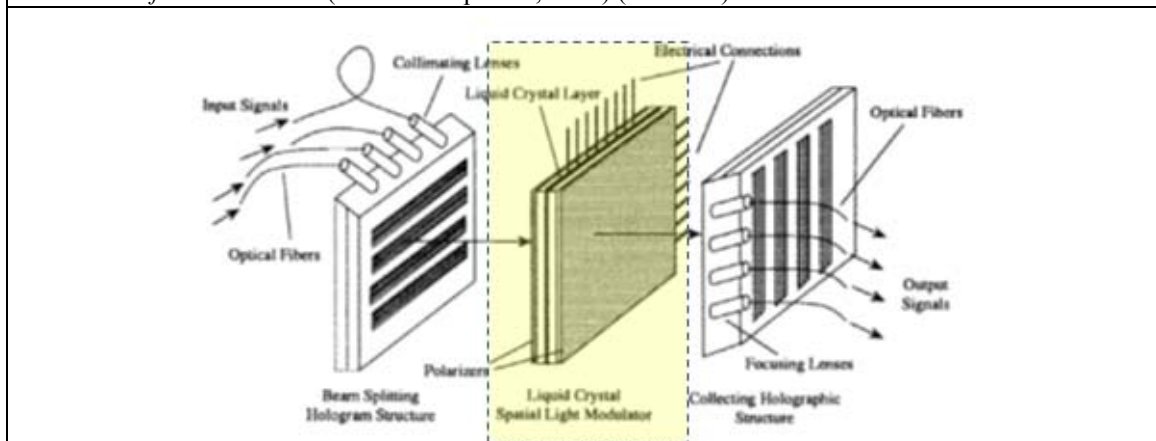 Electrical Connections
Collimating Lenses
Liquid Crystal Layer
Input Signals
Optical Fibers
Optical Fibers
Output
Signals
Polarizers
Focusing Lenses
Beam Splitting
Hologram Structure
Liquid Crystal
Spatial Light Modulator
Collecting Holographic
Structure